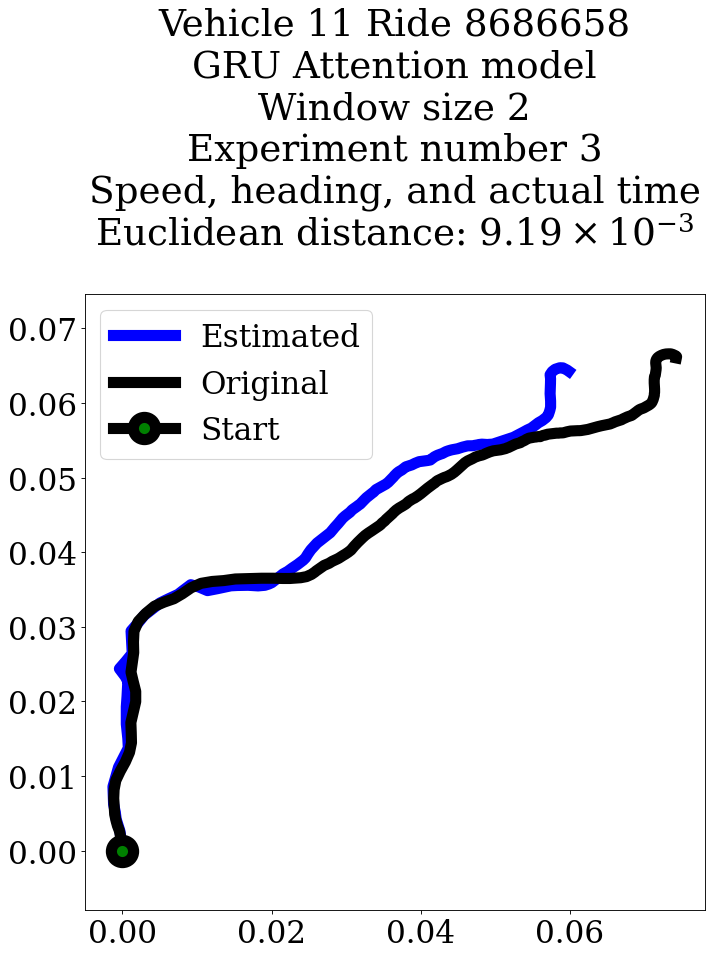 Vehicle 11 Ride 8686658
GRU Attention model
Window size 2
Experiment number 3
Speed, heading, and actual time
Euclidean distance: 9.19 × 10⁻³
Estimated
Original
Start
0.07
0.06
0.05
0.04
0.03
0.02
0.01
0.00
0.00 0.02 0.04 0.06